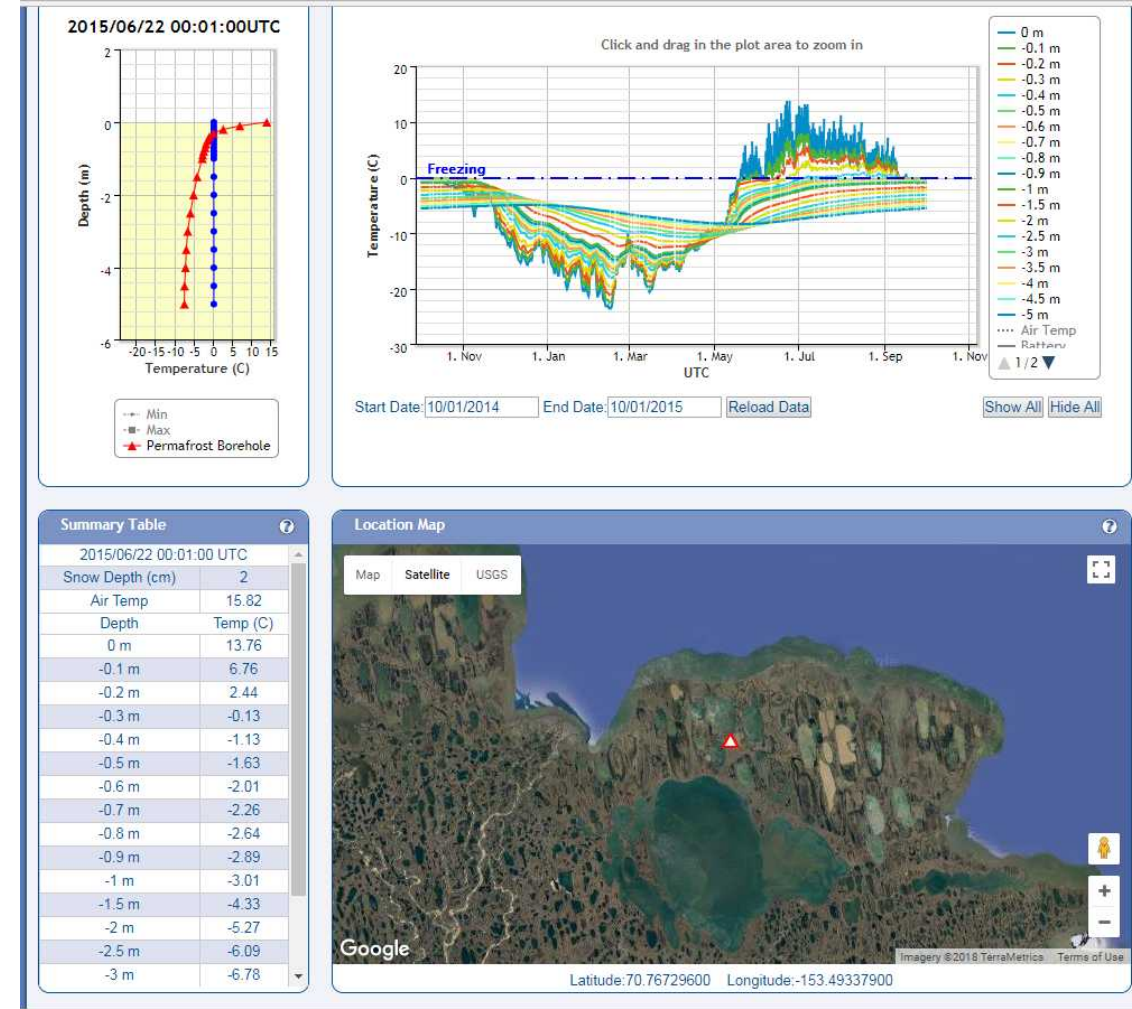 2015/06/22 00:01:00UTC
2
0
-2
-4
-6
Depth (m)
-20 -15 -10 -5 0 5 10 15
Temperature (C)
Min
Max
Permafrost Borehole
Click and drag in the plot area to zoom in
20
10
0
-10
-20
-30
Temperature (C)
Freezing
1. Nov 1. Jan 1. Mar 1. May 1. Jul 1. Sep 1. Nov
UTC
0 m
-0.1 m
-0.2 m
-0.3 m
-0.4 m
-0.5 m
-0.6 m
-0.7 m
-0.8 m
-0.9 m
-1 m
-1.5 m
-2 m
-2.5 m
-3 m
-3.5 m
-4 m
-4.5 m
-5 m
Air Temp
Battery
1/2
Start Date: 10/01/2014 End Date: 10/01/2015 Reload Data Show All Hide All
Summary Table ?
2015/06/22 00:01:00 UTC
Snow Depth (cm) 2
Air Temp 15.82
Depth Temp (C)
0 m 13.76
-0.1 m 6.76
-0.2 m 2.44
-0.3 m -0.13
-0.4 m -1.13
-0.5 m -1.63
-0.6 m -2.01
-0.7 m -2.26
-0.8 m -2.64
-0.9 m -2.89
-1 m -3.01
-1.5 m -4.33
-2 m -5.27
-2.5 m -6.09
-3 m -6.78
Location Map ?
Map Satellite USGS
+
−
Google
Imagery ©2018 TerraMetrics Terms of Use
Latitude:70.76729600 Longitude:-153.49337900